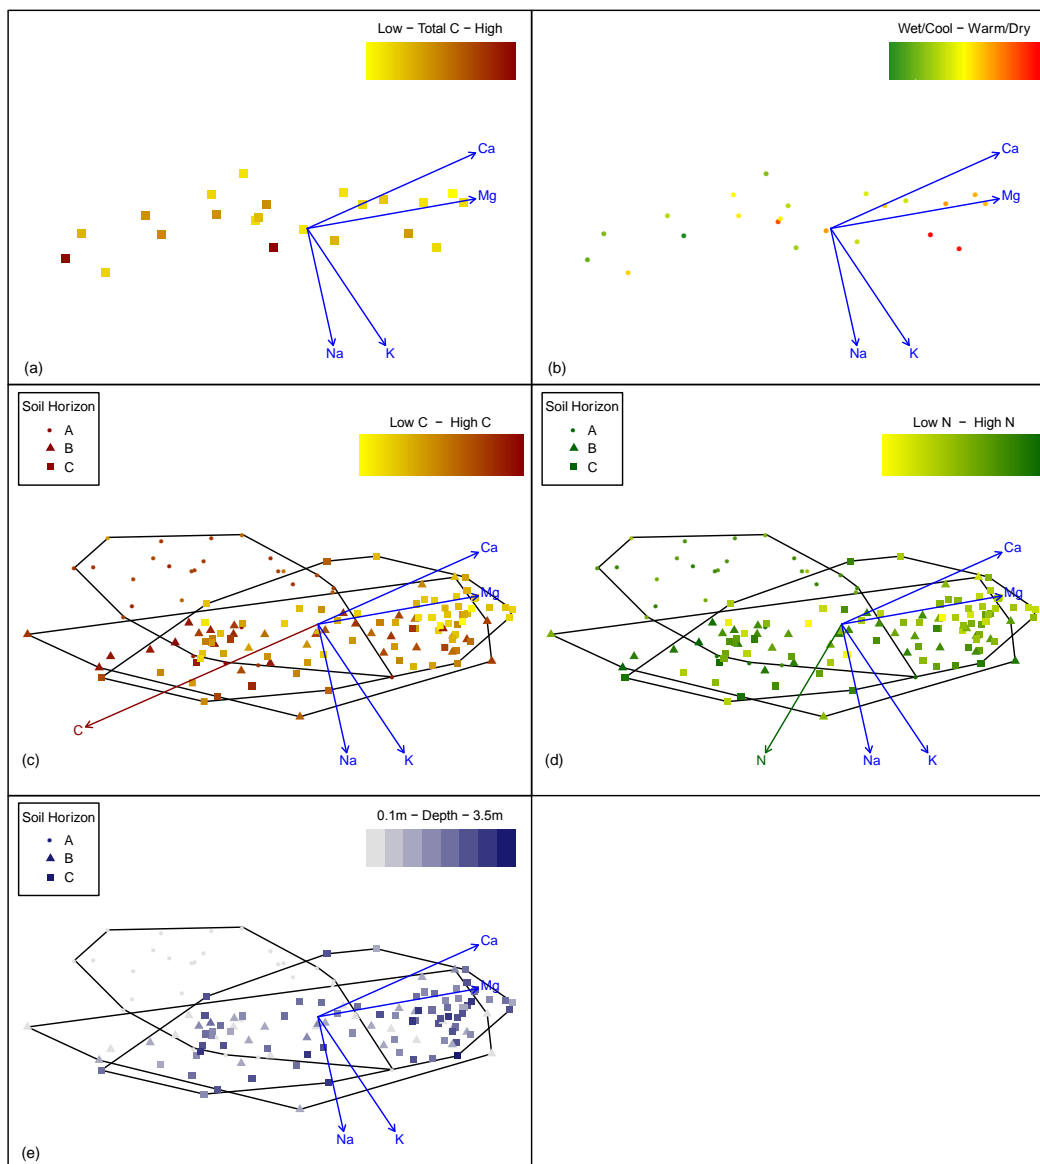 Low − Total C − High
Ca
Mg
Na
K
(a)
Wet/Cool − Warm/Dry
Ca
Mg
Na
K
(b)
Soil Horizon
A
B
C
Low C − High C
Ca
Mg
C
Na
K
(c)
Soil Horizon
A
B
C
Low N − High N
Ca
Mg
N
Na
K
(d)
Soil Horizon
A
B
C
0.1m − Depth − 3.5m
Ca
Mg
Na
K
(e)